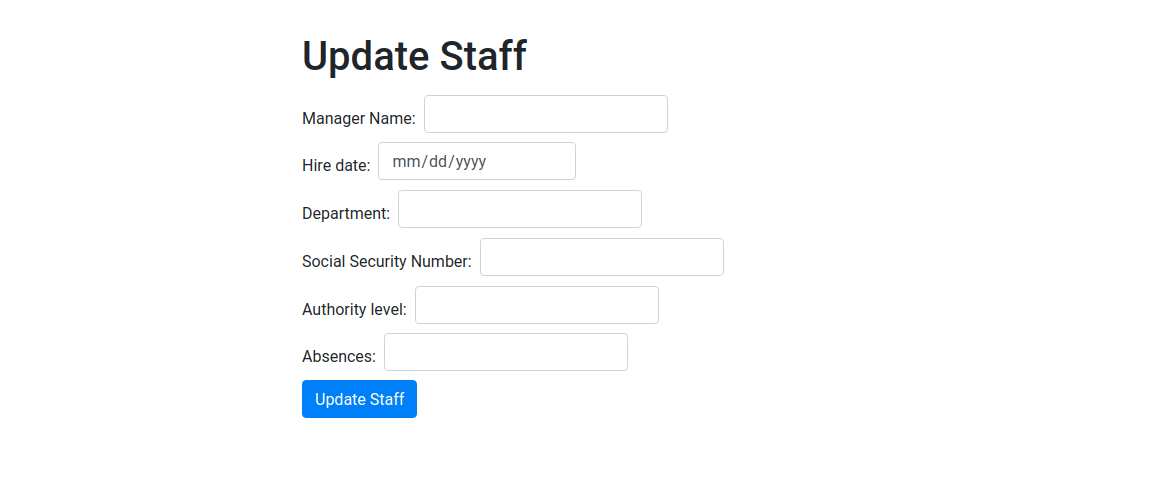 Update Staff
Manager Name:
Hire date: mm/dd/yyyy
Department:
Social Security Number:
Authority level:
Absences:
Update Staff